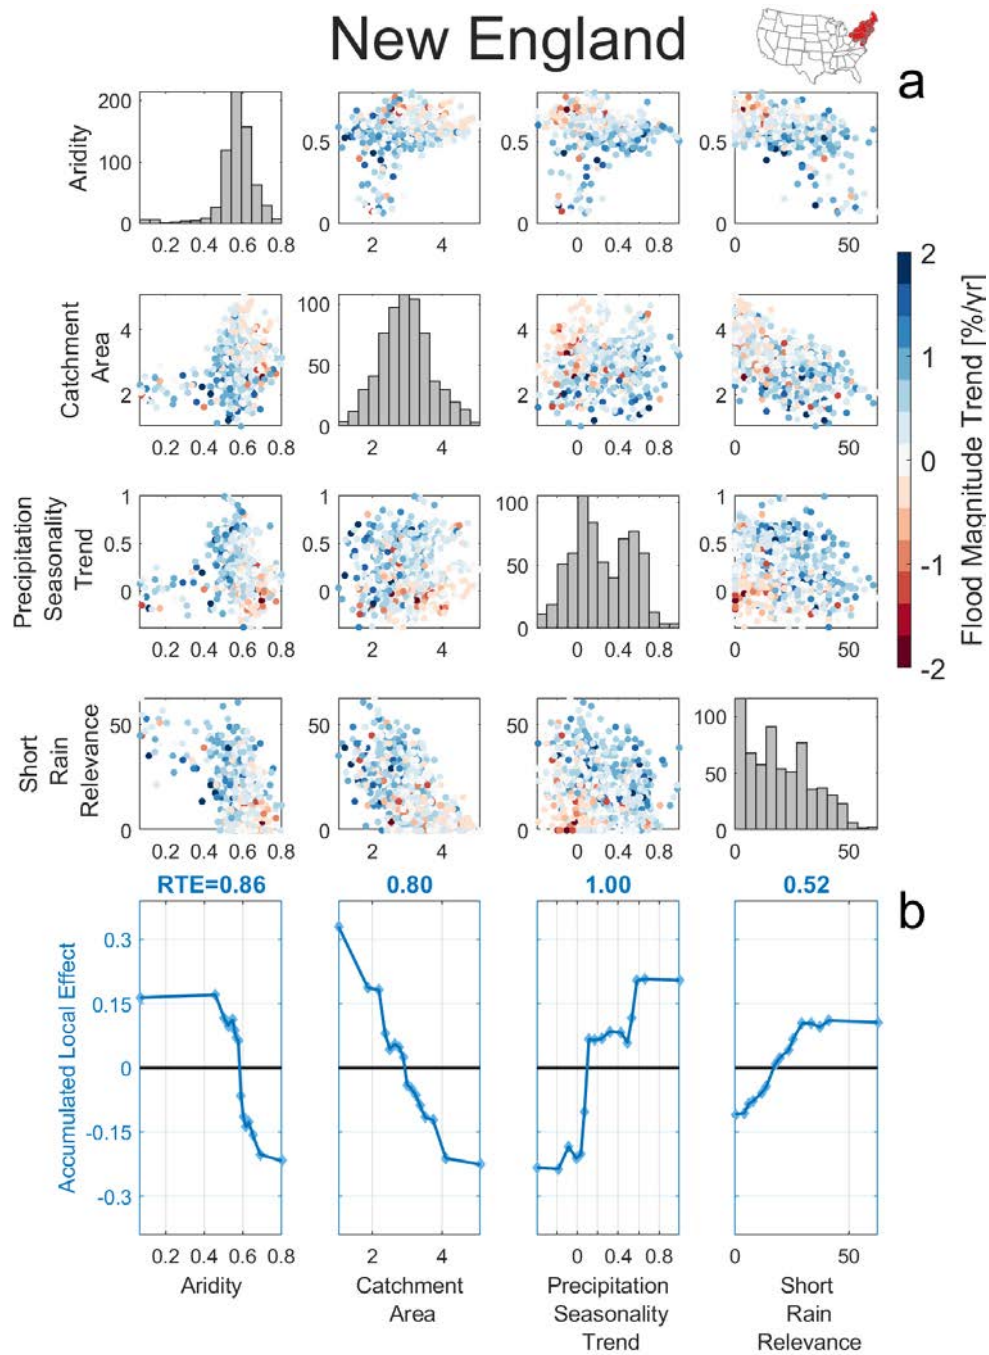 New England
a
Aridity
200
100
0
0.2 0.4 0.6 0.8
0.5
0
2 4
0.5
0
0 0.4 0.8
0.5
0
0 50
Catchment
Area
4
2
0.2 0.4 0.6 0.8
100
50
0
2 4
4
2
0 0.4 0.8
4
2
0 50
Precipitation
Seasonality
Trend
1
0.5
0
0.2 0.4 0.6 0.8
1
0.5
0
2 4
100
50
0
0 0.4 0.8
1
0.5
0
0 50
Short
Rain
Relevance
50
0
0.2 0.4 0.6 0.8
50
0
2 4
50
0
0 0.4 0.8
100
50
0
0 50
2
1
0
-1
-2
Flood Magnitude Trend [%/yr]
RTE=0.86 0.80 1.00 0.52
b
Accumulated Local Effect
0.3
0.15
0
-0.15
-0.3
0.2 0.4 0.6 0.8
2 4
0 0.4 0.8
0 50
Aridity
Catchment
Area
Precipitation
Seasonality
Trend
Short
Rain
Relevance